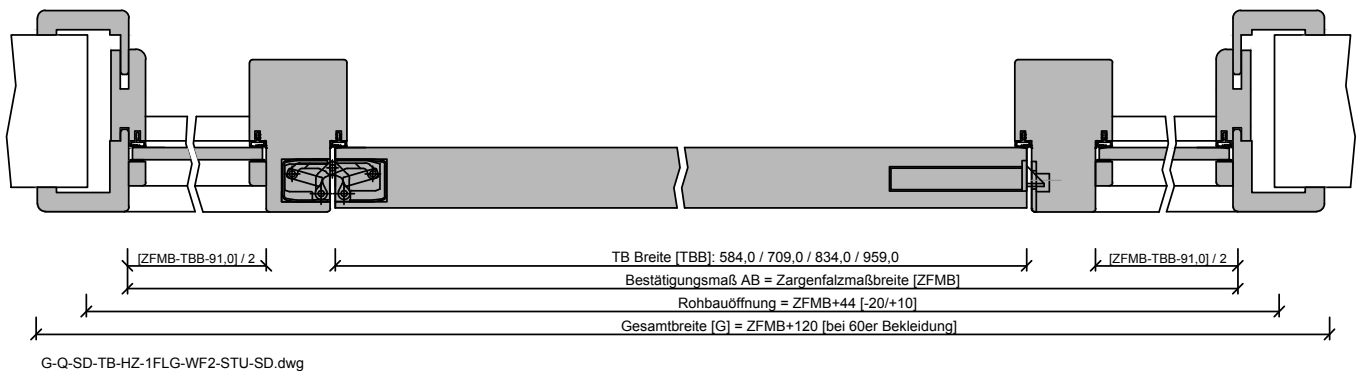 [ZFMB-TBB-91,0] / 2
TB Breite [TBB]: 584,0 / 709,0 / 834,0 / 959,0
[ZFMB-TBB-91,0] / 2
Bestätigungsmaß AB = Zargenfalzmaßbreite [ZFMB]
Rohbauöffnung = ZFMB+44 [-20/+10]
Gesamtbreite [G] = ZFMB+120 [bei 60er Bekleidung]
G-Q-SD-TB-HZ-1FLG-WF2-STU-SD.dwg